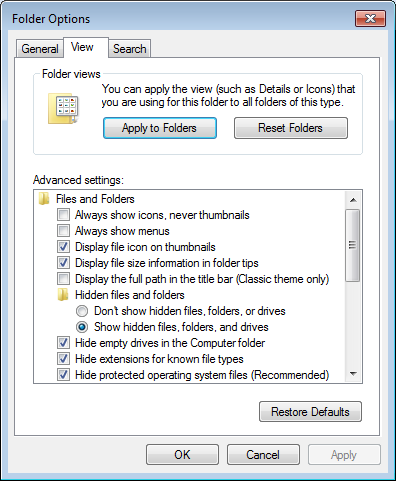 Folder Options
General View Search
Folder views
You can apply the view (such as Details or Icons) that
you are using for this folder to all folders of this type.
Apply to Folders Reset Folders
Advanced settings:
Files and Folders
Always show icons, never thumbnails
Always show menus
Display file icon on thumbnails
Display file size information in folder tips
Display the full path in the title bar (Classic theme only)
Hidden files and folders
Don't show hidden files, folders, or drives
Show hidden files, folders, and drives
Hide empty drives in the Computer folder
Hide extensions for known file types
Hide protected operating system files (Recommended)
Restore Defaults
OK Cancel Apply